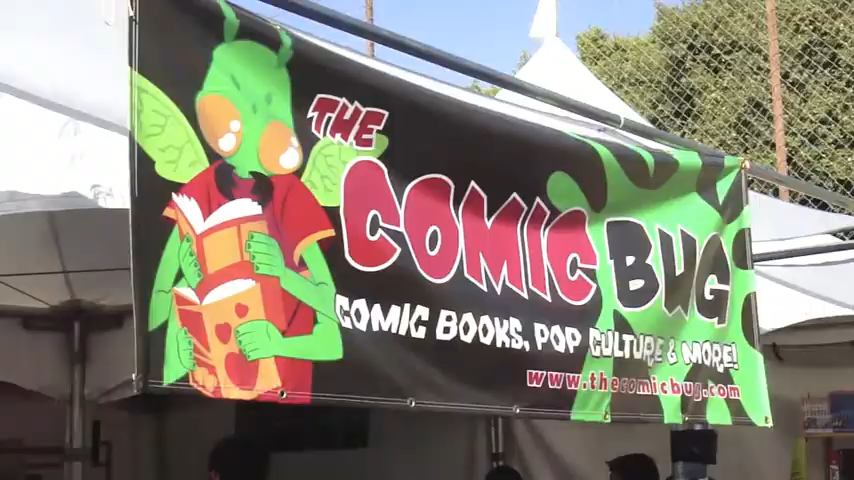 THE
COMIC BUG
COMIC BOOKS, POP CULTURE & MORE!
www.thecomicbug.com